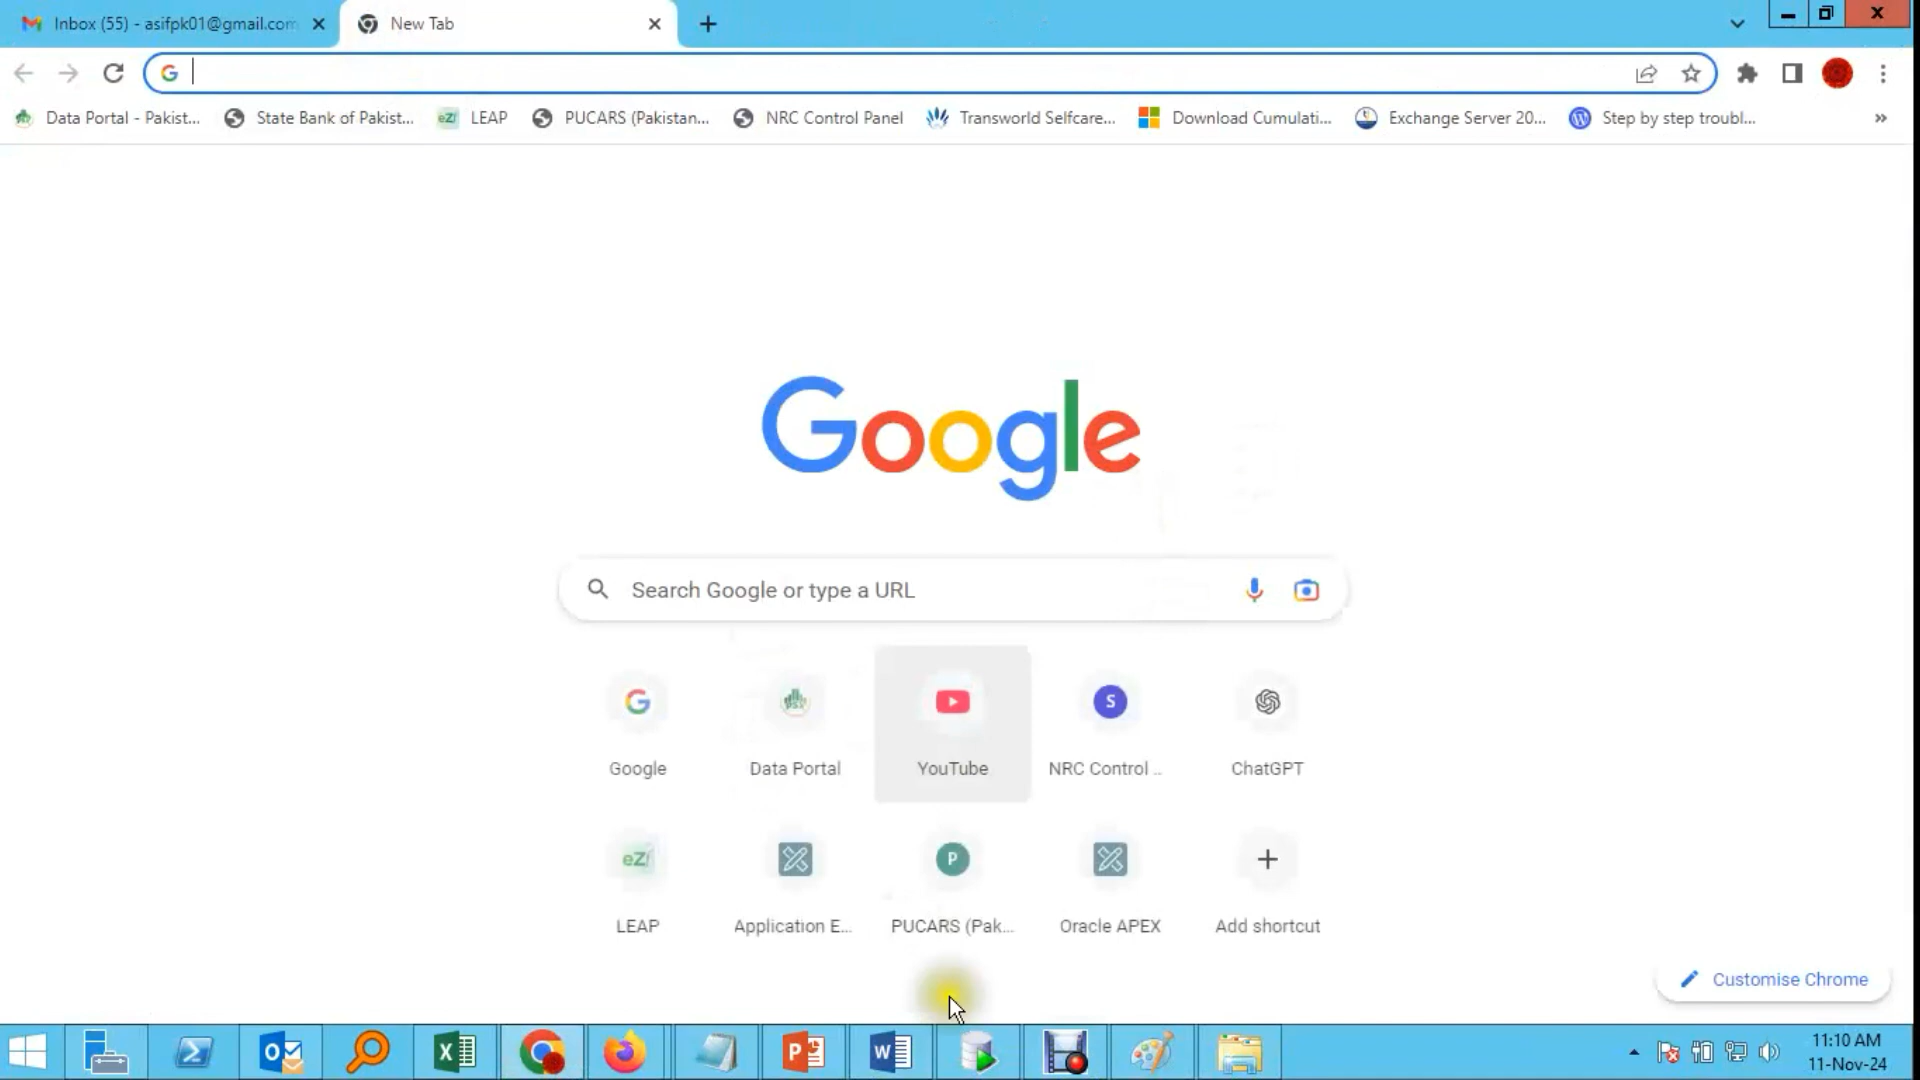 Inbox (55) - asifpk01@gmail.com
New Tab
Data Portal - Pakist...
State Bank of Pakist...
eZ LEAP
PUCARS (Pakistan...
NRC Control Panel
Transworld Selfcare...
Download Cumulati...
Exchange Server 20...
Step by step troubl...
»
Google
Search Google or type a URL
S
Google
Data Portal
YouTube
NRC Control ..
ChatGPT
eZ
P
LEAP
Application E...
PUCARS (Pak...
Oracle APEX
Add shortcut
Customise Chrome
11:10 AM
11-Nov-24